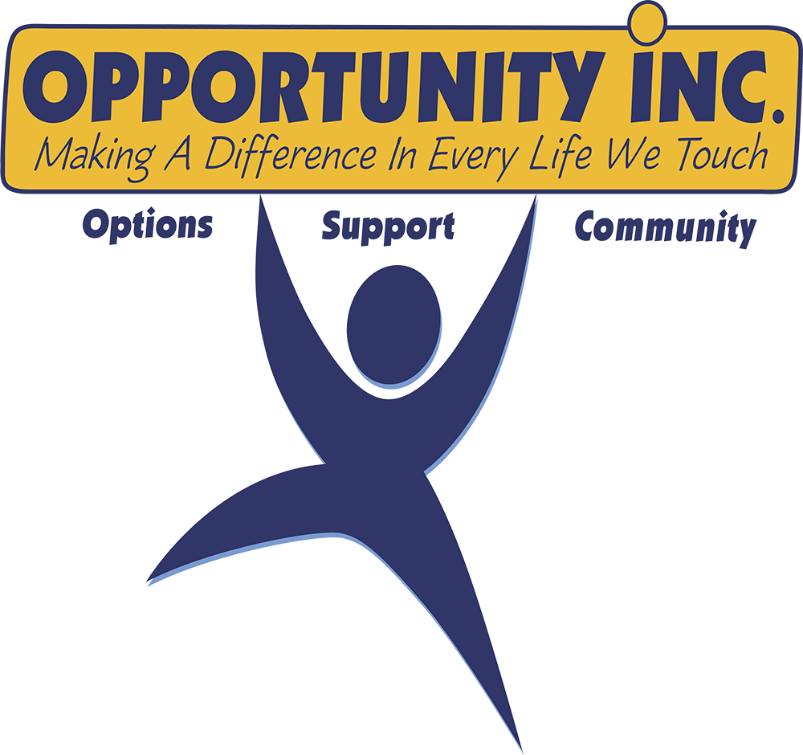 OPPORTUNITY iNC.
Making A Difference In Every Life We Touch
Options Support Community